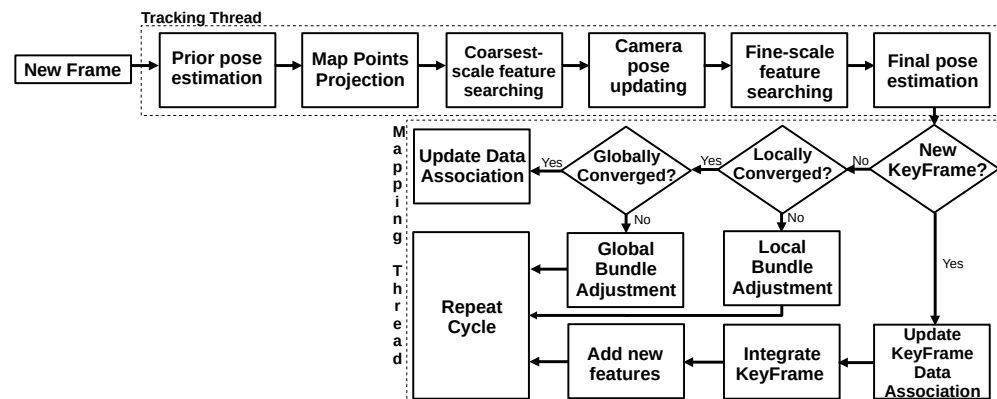 Tracking Thread
New Frame
Prior pose
estimation
Map Points
Projection
Coarsest-
scale feature
searching
Camera
pose
updating
Fine-scale
feature
searching
Final pose
estimation
Mapping Thread
Update Data
Association
Yes
Globally
Converged?
Yes
Locally
Converged?
No
New
KeyFrame?
No
No
Yes
Repeat
Cycle
Global
Bundle
Adjustment
Local
Bundle
Adjustment
Add new
features
Integrate
KeyFrame
Update
KeyFrame
Data
Association